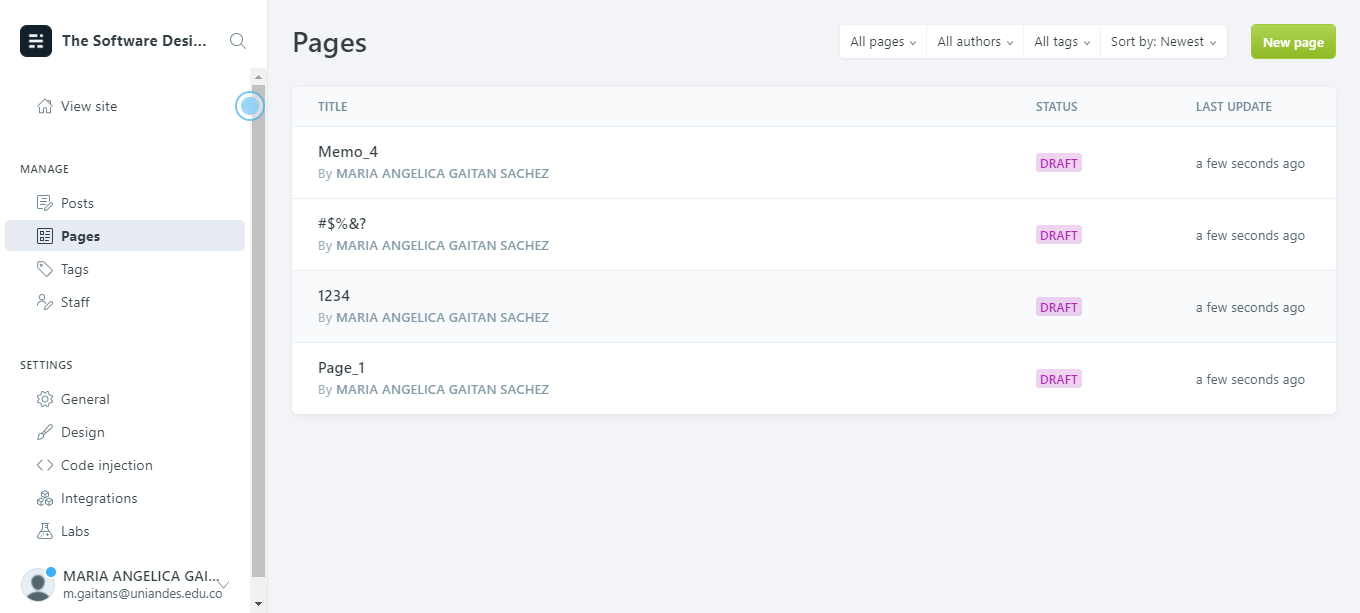 The Software Desi...
View site
MANAGE
Posts
Pages
Tags
Staff
SETTINGS
General
Design
Code injection
Integrations
Labs
MARIA ANGELICA GAI...
m.gaitans@uniandes.edu.co
Pages
All pages All authors All tags Sort by: Newest
New page
TITLE STATUS LAST UPDATE
Memo_4
By MARIA ANGELICA GAITAN SACHEZ
DRAFT a few seconds ago
#$%&?
By MARIA ANGELICA GAITAN SACHEZ
DRAFT a few seconds ago
1234
By MARIA ANGELICA GAITAN SACHEZ
DRAFT a few seconds ago
Page_1
By MARIA ANGELICA GAITAN SACHEZ
DRAFT a few seconds ago